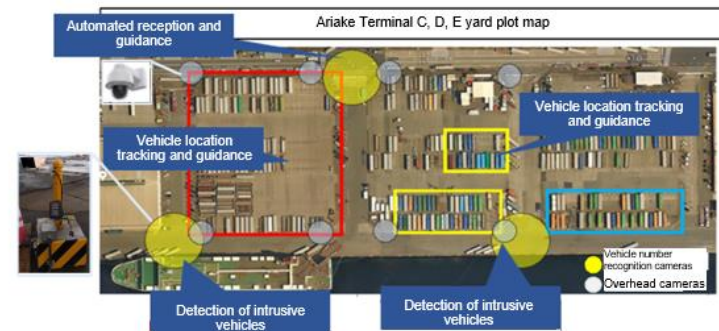 Automated reception and
guidance
Ariake Terminal C, D, E yard plot map
Vehicle location
tracking and guidance
Vehicle location tracking
and guidance
Vehicle number
recognition cameras
Overhead cameras
Detection of intrusive
vehicles
Detection of intrusive
vehicles